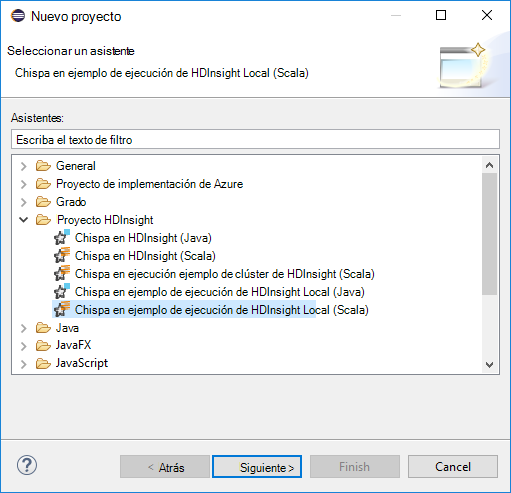 Nuevo proyecto
Seleccionar un asistente
Chispa en ejemplo de ejecución de HDInsight Local (Scala)
Asistentes:
Escriba el texto de filtro
General
Proyecto de implementación de Azure
Grado
Proyecto HDInsight
Chispa en HDInsight (Java)
Chispa en HDInsight (Scala)
Chispa en ejecución ejemplo de clúster de HDInsight (Scala)
Chispa en ejemplo de ejecución de HDInsight Local (Java)
Chispa en ejemplo de ejecución de HDInsight Local (Scala)
Java
JavaFX
JavaScript
? < Atrás Siguiente > Finish Cancel